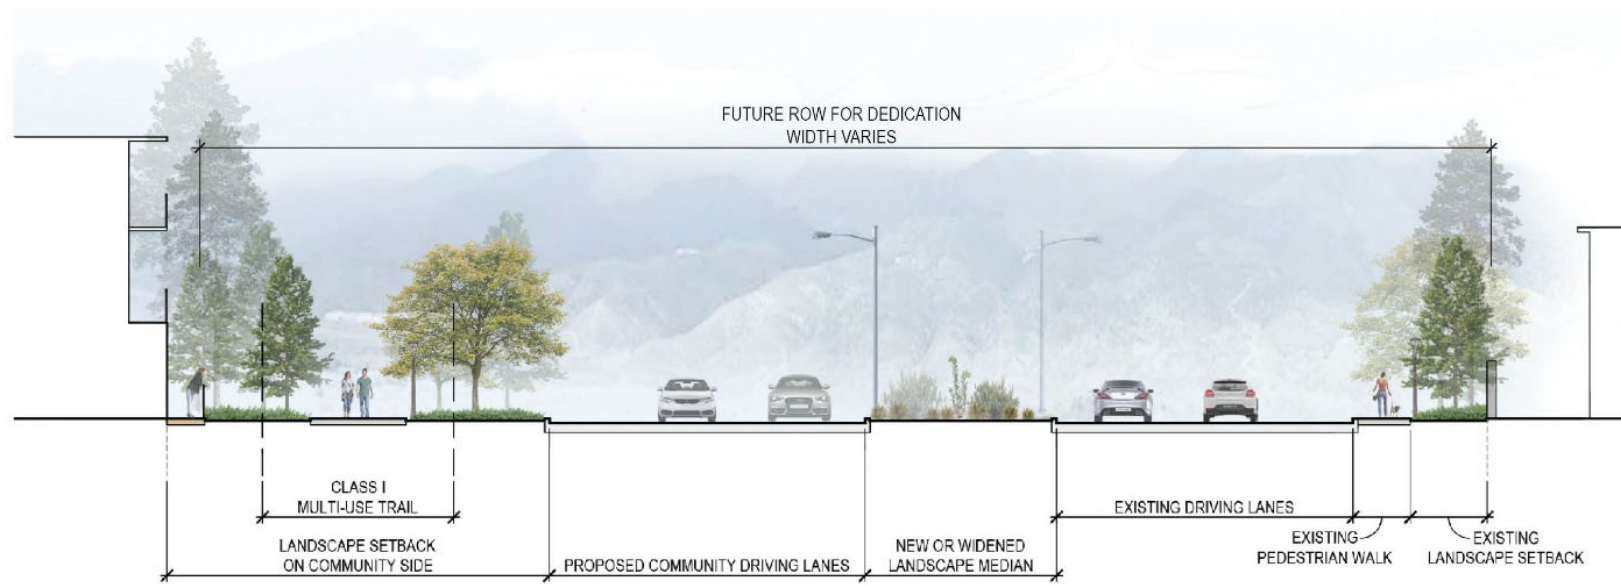 FUTURE ROW FOR DEDICATION
WIDTH VARIES
CLASS I
MULTI-USE TRAIL
LANDSCAPE SETBACK
ON COMMUNITY SIDE
PROPOSED COMMUNITY DRIVING LANES
NEW OR WIDENED
LANDSCAPE MEDIAN
EXISTING DRIVING LANES
EXISTING
PEDESTRIAN WALK
EXISTING
LANDSCAPE SETBACK